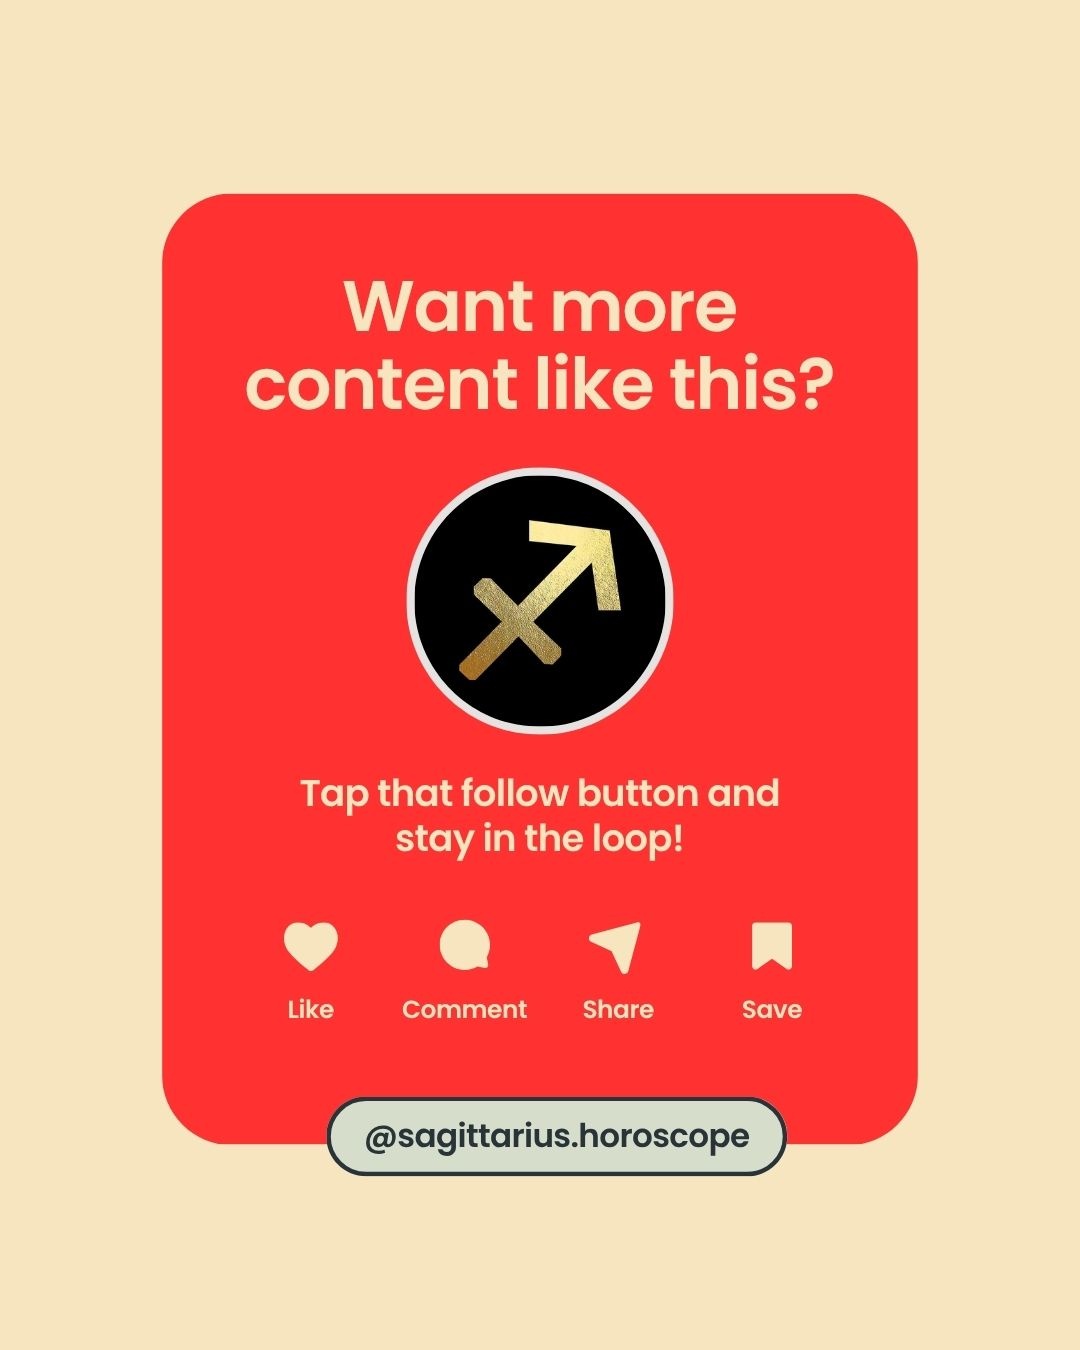 Want more
content like this?
Tap that follow button and
stay in the loop!
Like Comment Share Save
@sagittarius.horoscope